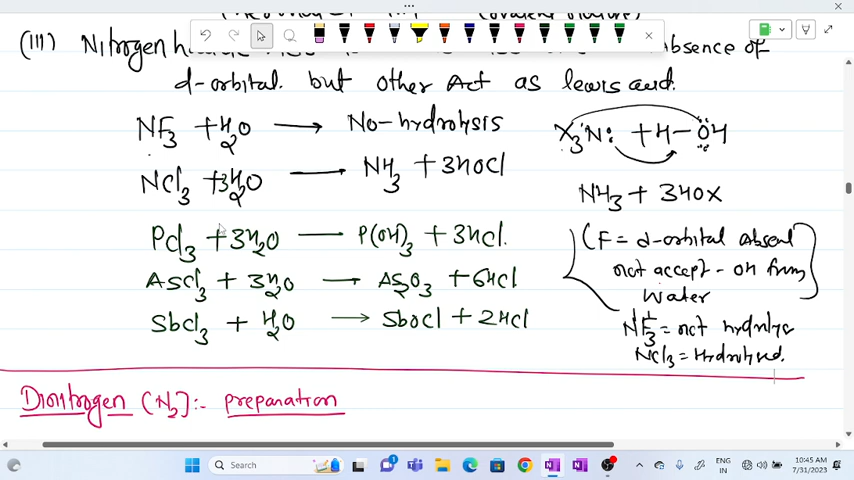 (III) Nitrogen absence of
d-orbital. but other Act as lewis acid.
NF3 + H2O → No-hydrolysis
NCl3 + 3H2O → NH3 + 3HOCl
PCl3 + 3H2O — P(OH)3 + 3HCl.
AsCl3 + 3H2O → As2O3 + 6HCl
SbCl3 + H2O → SbOCl + 2HCl
X3N: + H-OH
NH3 + 3HOX
(F = d-orbital absent
not accept - OH from
Water
NF3 = not hydrolyse
NCl3 = Hydrolysed.
Dinitrogen (N2):- preparation
Search
ENG
IN
10:45 AM
7/31/2023